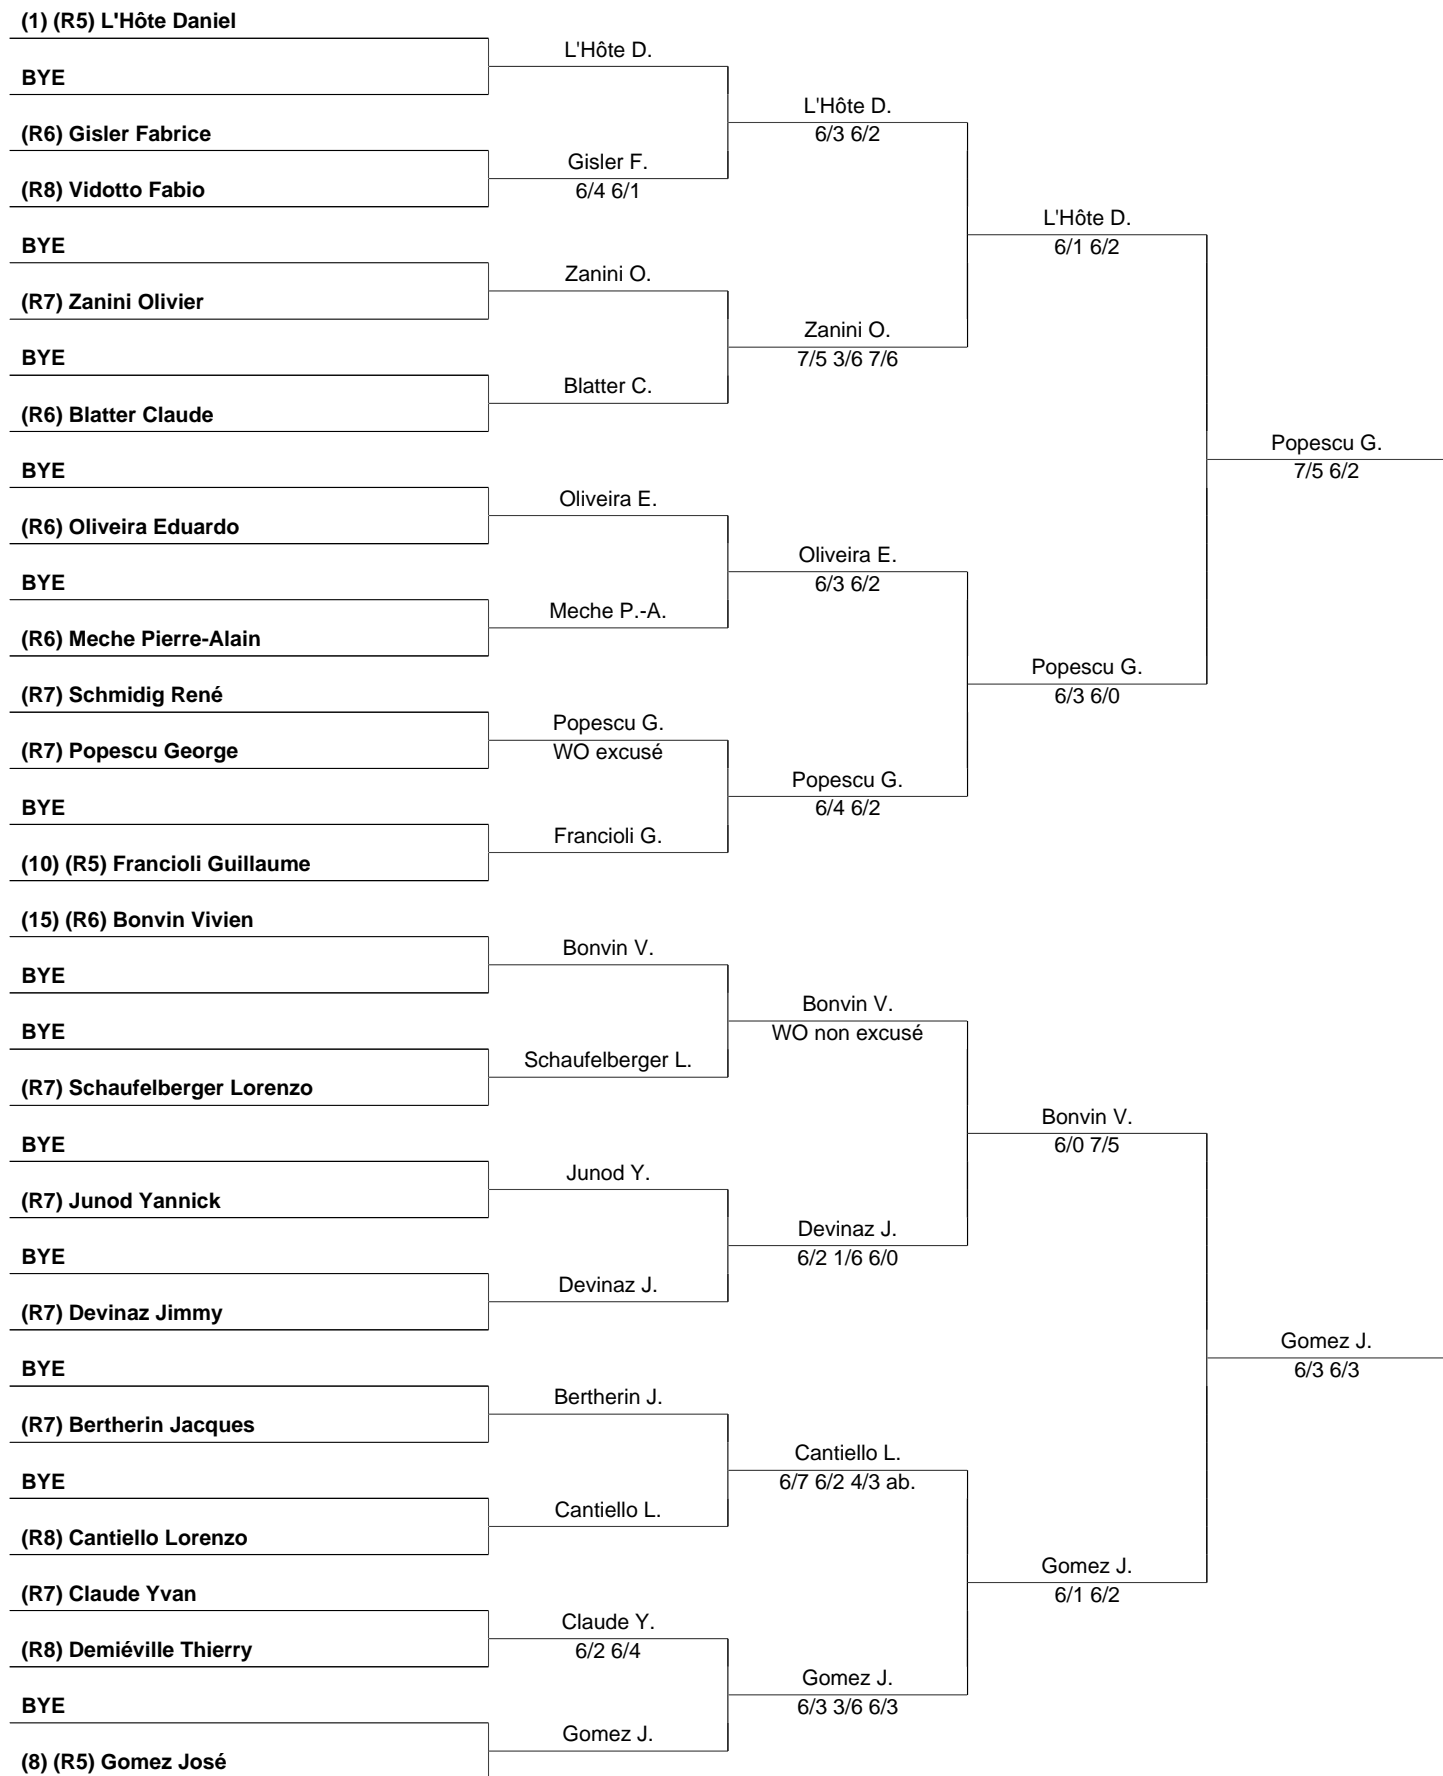 (1) (R5) L'Hôte Daniel
L'Hôte D.
BYE
L'Hôte D.
6/3 6/2
(R6) Gisler Fabrice
Gisler F.
6/4 6/1
(R8) Vidotto Fabio
L'Hôte D.
6/1 6/2
BYE
Zanini O.
(R7) Zanini Olivier
Zanini O.
7/5 3/6 7/6
BYE
Blatter C.
(R6) Blatter Claude
Popescu G.
7/5 6/2
BYE
Oliveira E.
(R6) Oliveira Eduardo
Oliveira E.
6/3 6/2
BYE
Meche P.-A.
(R6) Meche Pierre-Alain
Popescu G.
6/3 6/0
(R7) Schmidig René
Popescu G.
WO excusé
(R7) Popescu George
Popescu G.
6/4 6/2
BYE
Francioli G.
(10) (R5) Francioli Guillaume
(15) (R6) Bonvin Vivien
Bonvin V.
BYE
Bonvin V.
WO non excusé
BYE
Schaufelberger L.
(R7) Schaufelberger Lorenzo
Bonvin V.
6/0 7/5
BYE
Junod Y.
(R7) Junod Yannick
Devinaz J.
6/2 1/6 6/0
BYE
Devinaz J.
(R7) Devinaz Jimmy
Gomez J.
6/3 6/3
BYE
Bertherin J.
(R7) Bertherin Jacques
Cantiello L.
6/7 6/2 4/3 ab.
BYE
Cantiello L.
(R8) Cantiello Lorenzo
Gomez J.
6/1 6/2
(R7) Claude Yvan
Claude Y.
6/2 6/4
(R8) Demiéville Thierry
Gomez J.
6/3 3/6 6/3
BYE
Gomez J.
(8) (R5) Gomez José